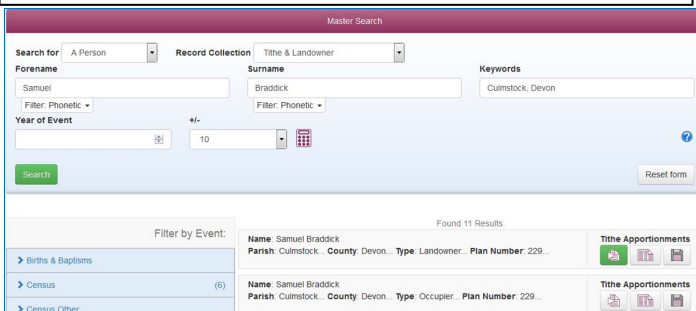 Master Search
Search for A Person Record Collection Tithe & Landowner
Forename Surname Keywords
Samuel Braddick Culmstock, Devon
Filter: Phonetic Filter: Phonetic
Year of Event +/-
10
?
Search Reset form
Found 11 Results.
Filter by Event:
Name: Samuel Braddick Tithe Apportionments
Parish: Culmstock... County: Devon... Type: Landowner... Plan Number: 229...
Births & Baptisms
Census (6)
Name: Samuel Braddick Tithe Apportionments
Parish: Culmstock... County: Devon... Type: Occupier... Plan Number: 229...
Census Other